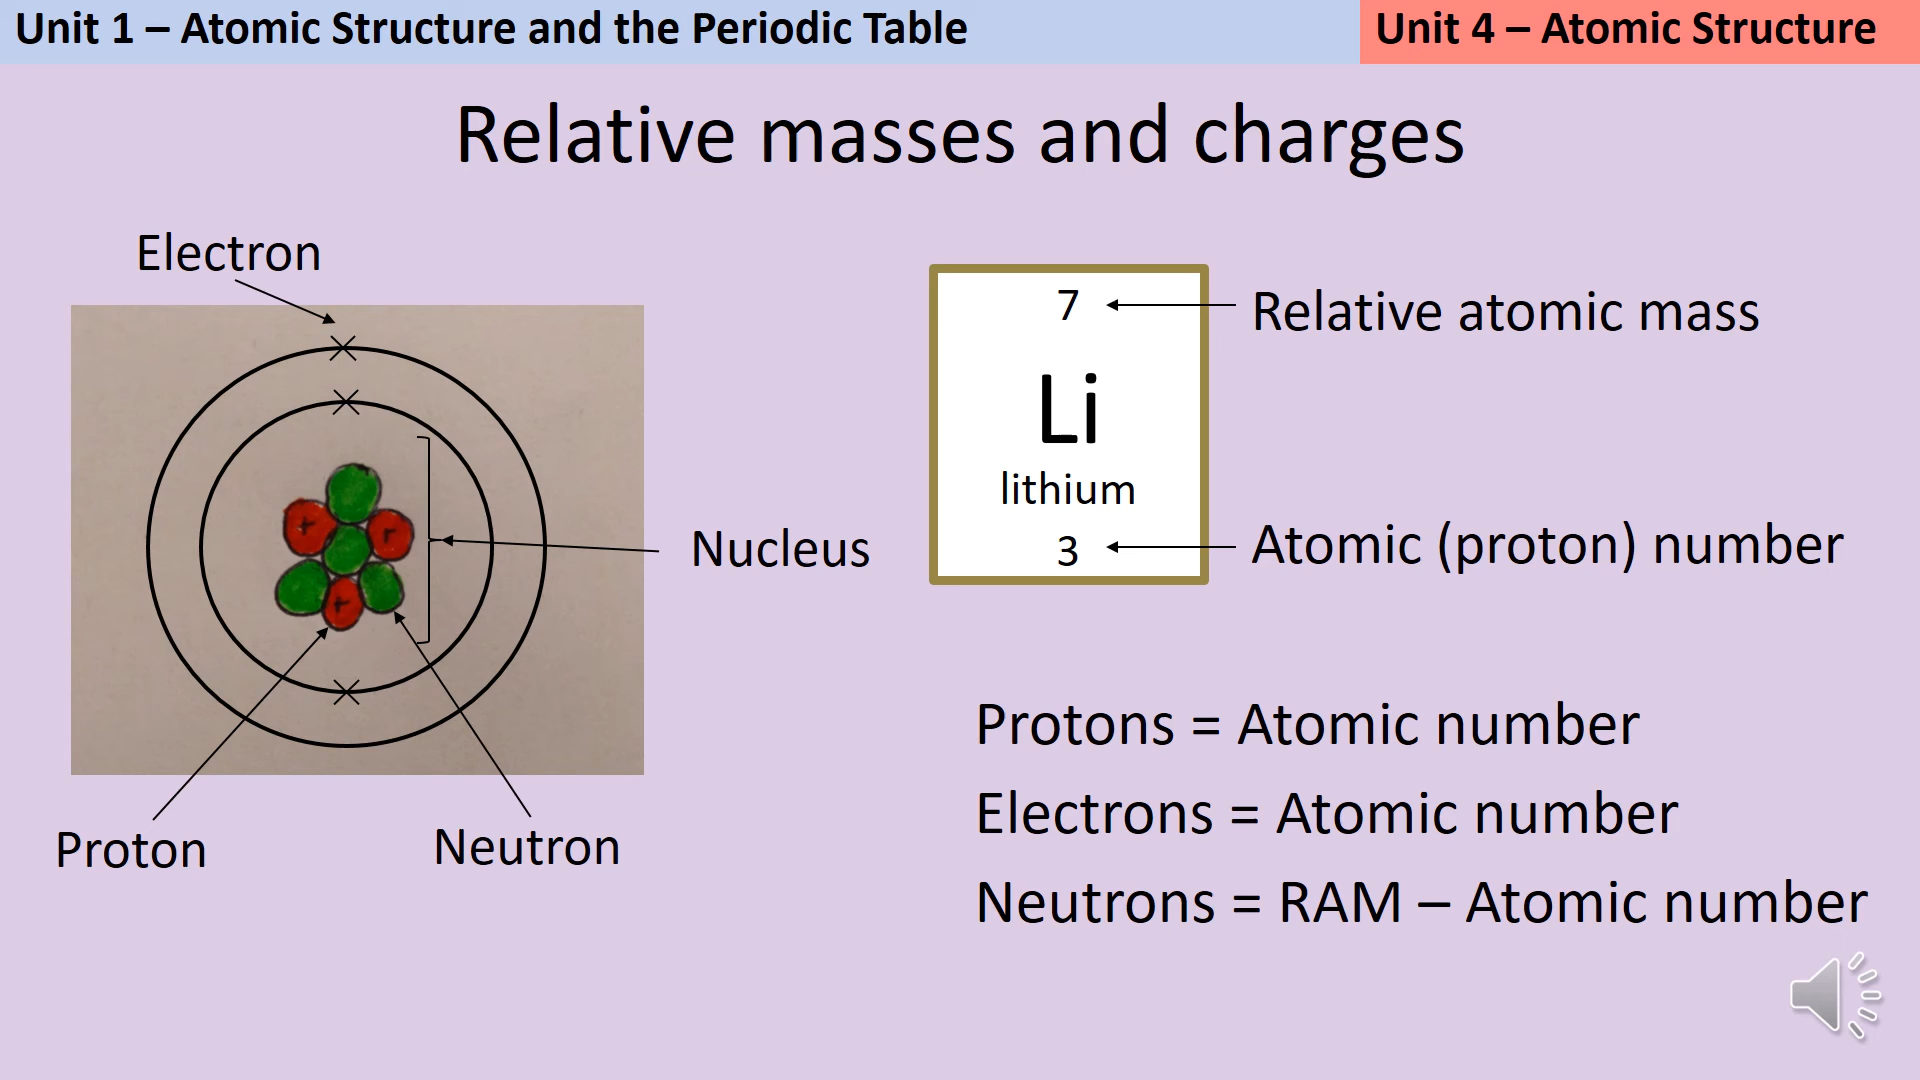 Unit 1 – Atomic Structure and the Periodic Table
Unit 4 – Atomic Structure
Relative masses and charges
Electron
Nucleus
Proton
Neutron
7
Relative atomic mass
Li
lithium
3
Atomic (proton) number
Protons = Atomic number
Electrons = Atomic number
Neutrons = RAM – Atomic number